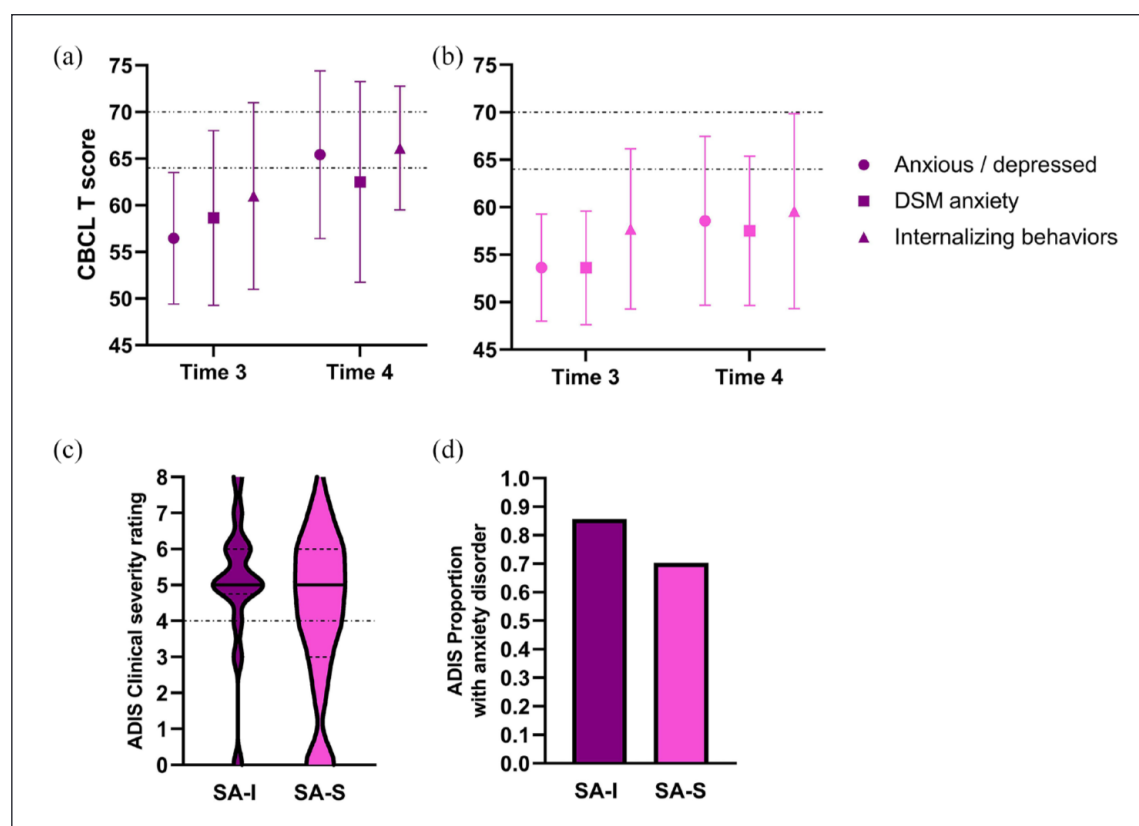 (a)
75
70
65
60
55
50
45
CBCL T score
Time 3
Time 4
(b)
75
70
65
60
55
50
45
Time 3
Time 4
Anxious / depressed
DSM anxiety
Internalizing behaviors
(c)
8
7
6
5
4
3
2
1
0
ADIS Clinical severity rating
SA-I
SA-S
(d)
1.0
0.9
0.8
0.7
0.6
0.5
0.4
0.3
0.2
0.1
0.0
ADIS Proportion
with anxiety disorder
SA-I
SA-S